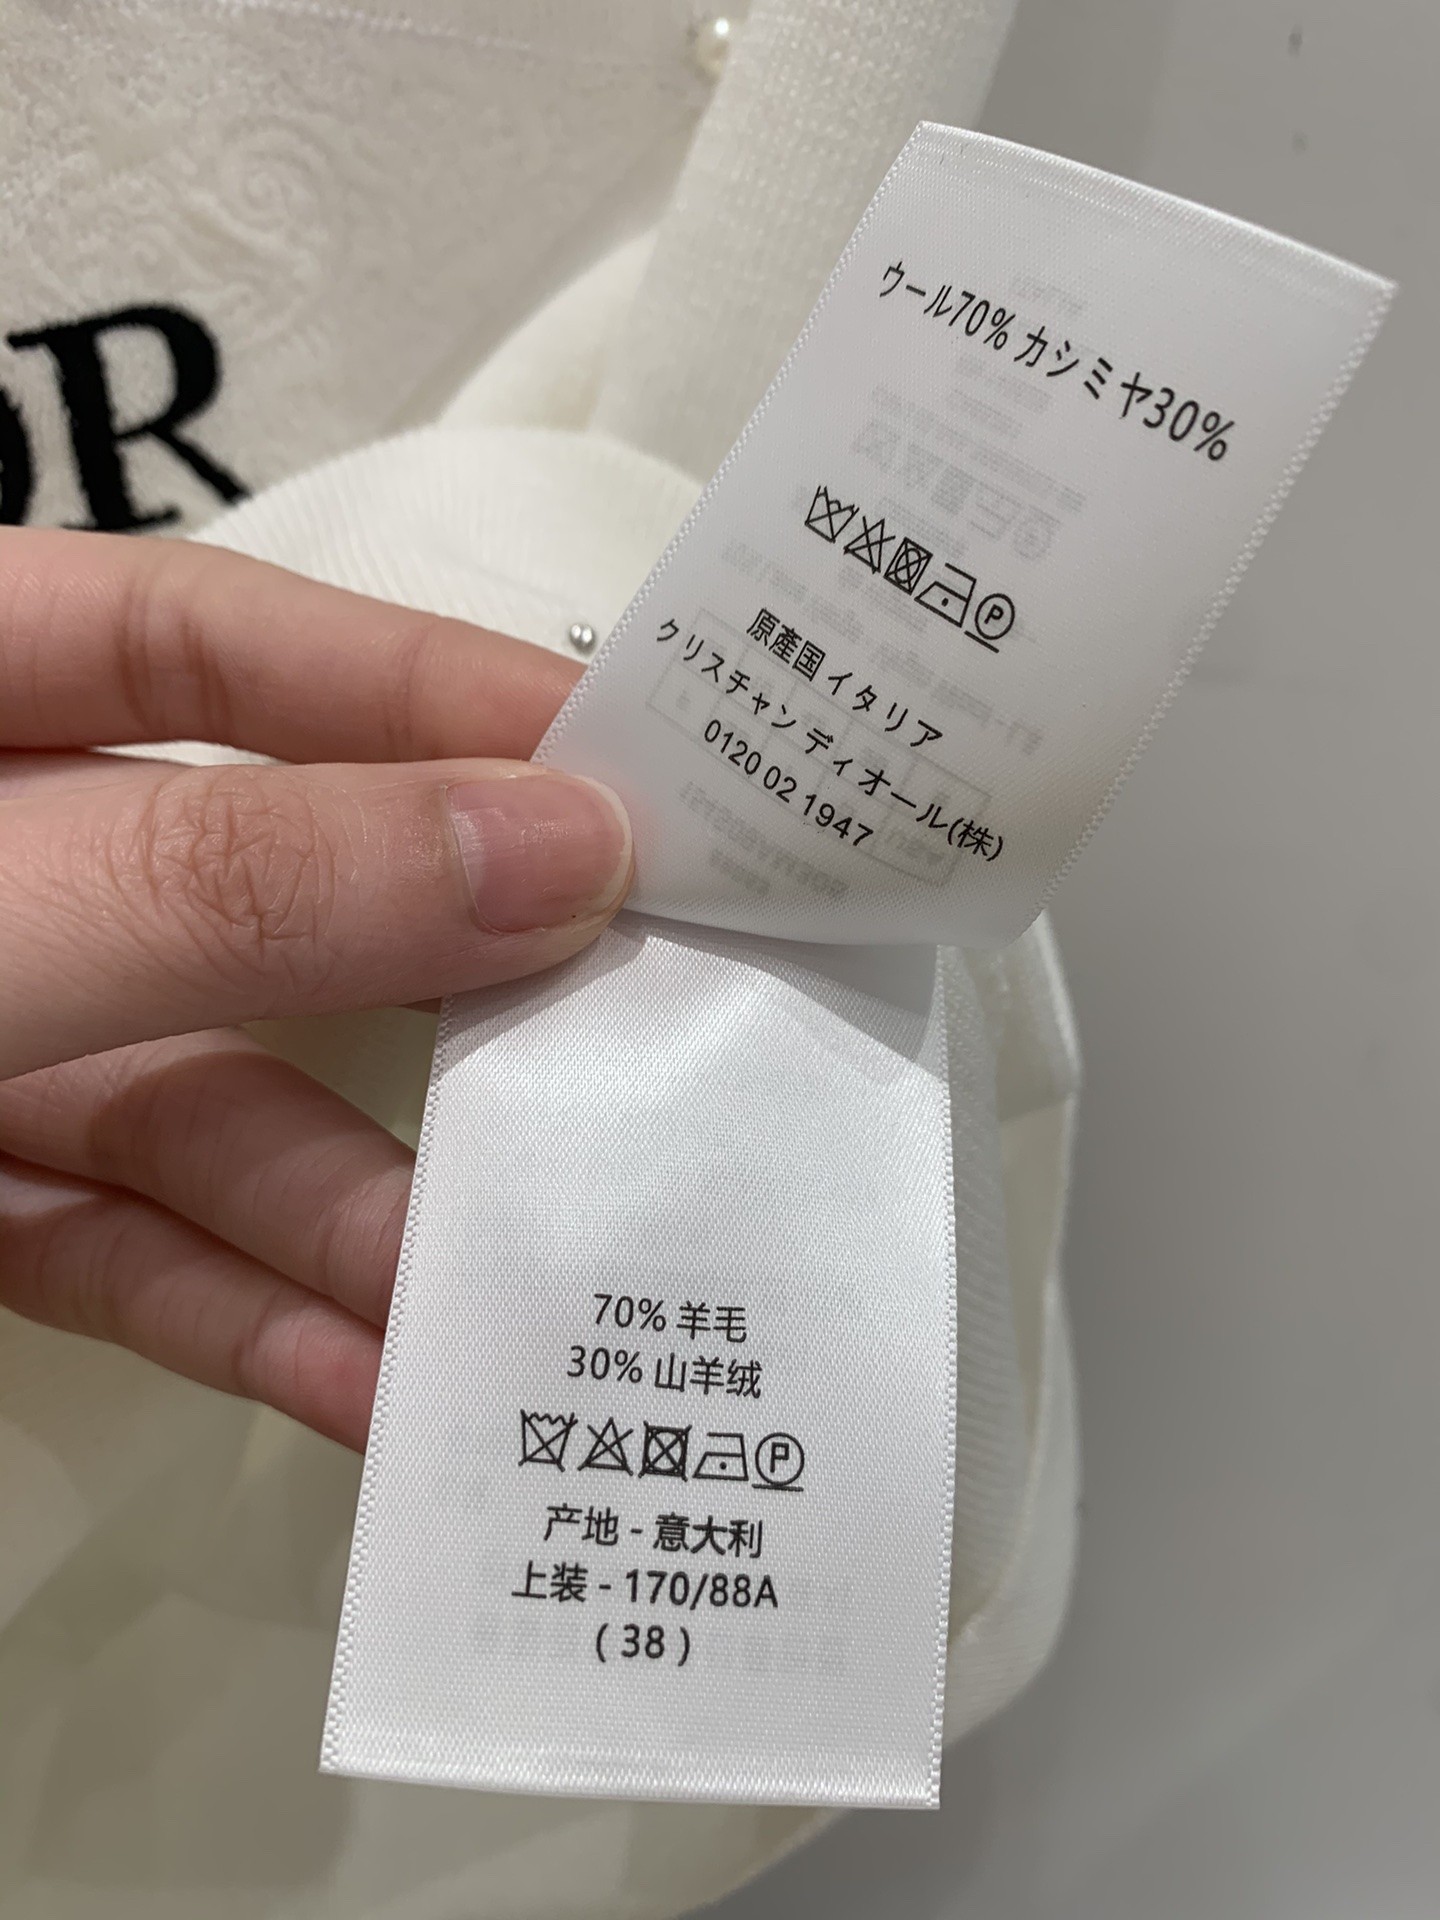 OR
ウール70% カシミヤ30%
P
原産国 イタリア
クリスチャン ディオール(株)
0120 02 1947
70% 羊毛
30% 山羊绒
P
产地 - 意大利
上装 - 170/88A
( 38 )